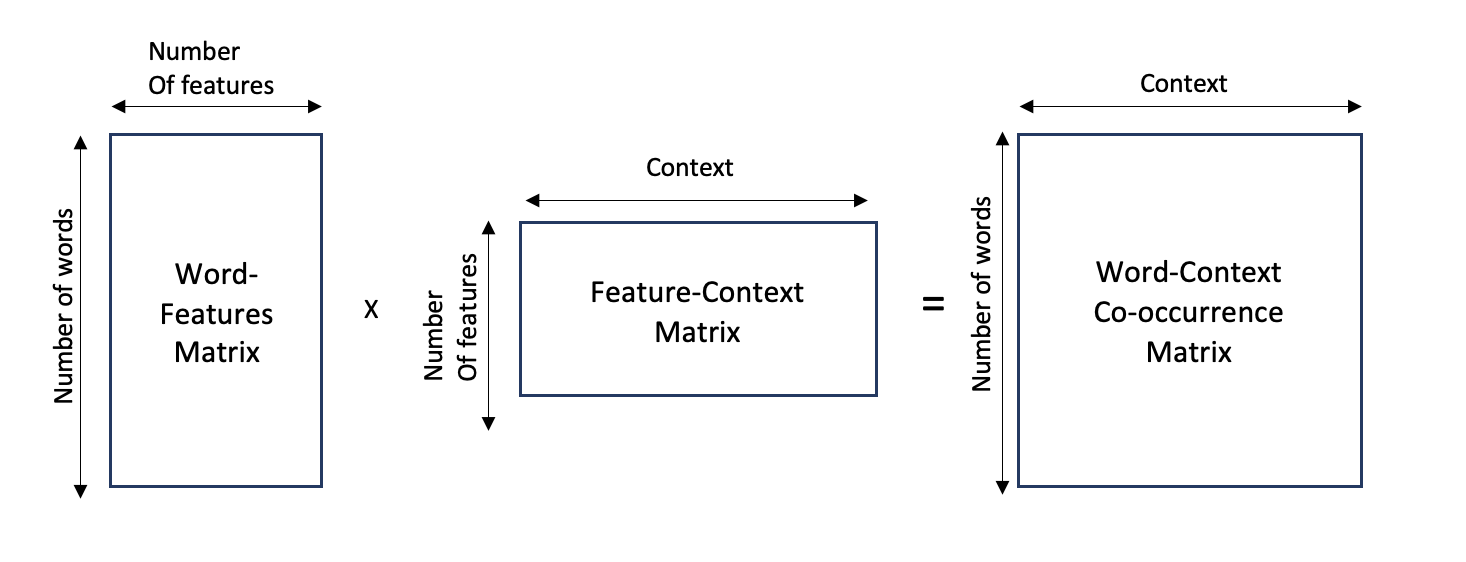 Number
Of features
Number of words
Word-
Features
Matrix
x
Context
Number
Of features
Feature-Context
Matrix
=
Context
Number of words
Word-Context
Co-occurrence
Matrix